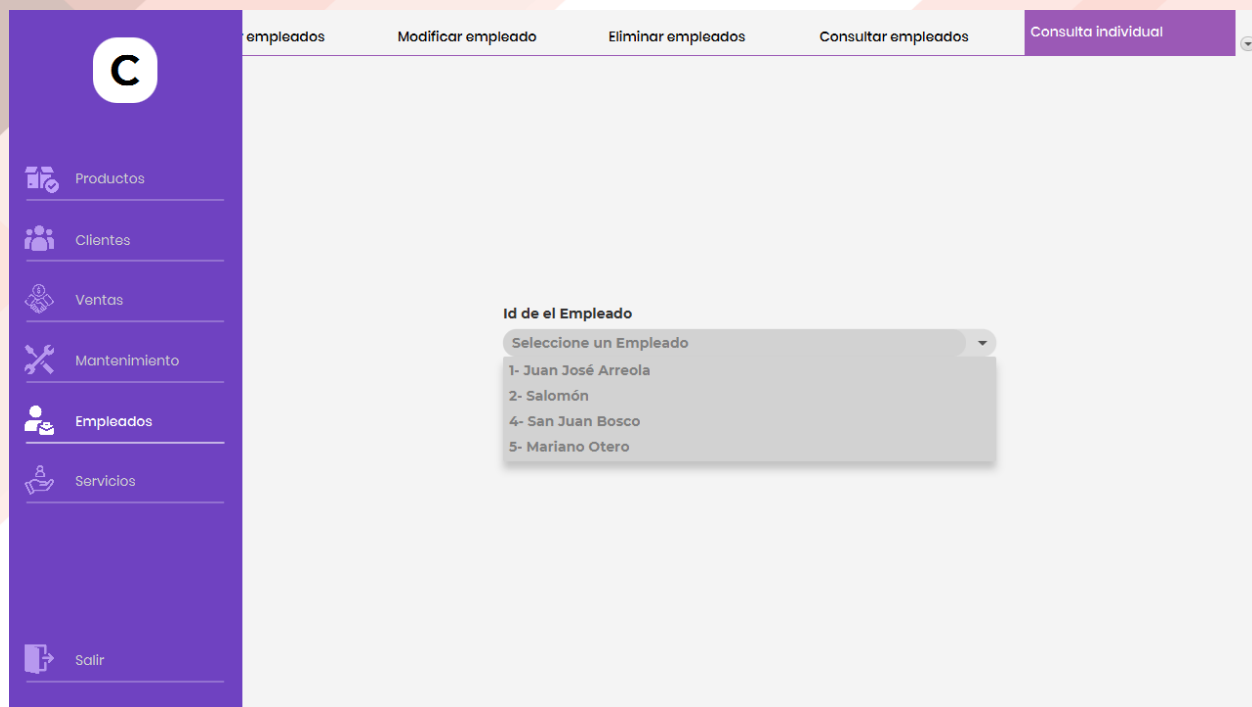 C
empleados
Modificar empleado
Eliminar empleados
Consultar empleados
Consulta individual
Productos
Clientes
Ventas
Mantenimiento
Empleados
Servicios
Salir
Id de el Empleado
Seleccione un Empleado
1- Juan José Arreola
2- Salomón
4- San Juan Bosco
5- Mariano Otero